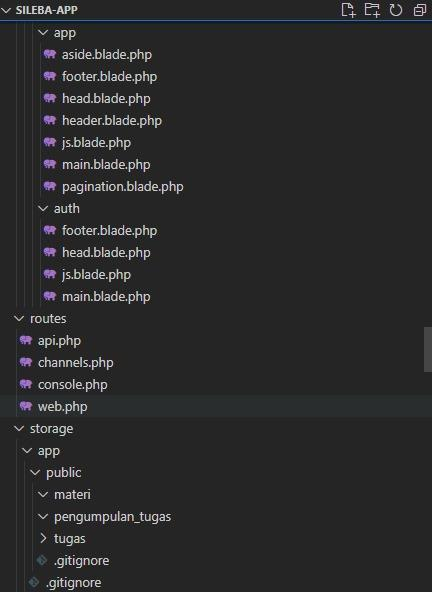 SILEBA-APP
app
aside.blade.php
footer.blade.php
head.blade.php
header.blade.php
js.blade.php
main.blade.php
pagination.blade.php
auth
footer.blade.php
head.blade.php
js.blade.php
main.blade.php
routes
api.php
channels.php
console.php
web.php
storage
app
public
materi
pengumpulan_tugas
tugas
.gitignore
.gitignore